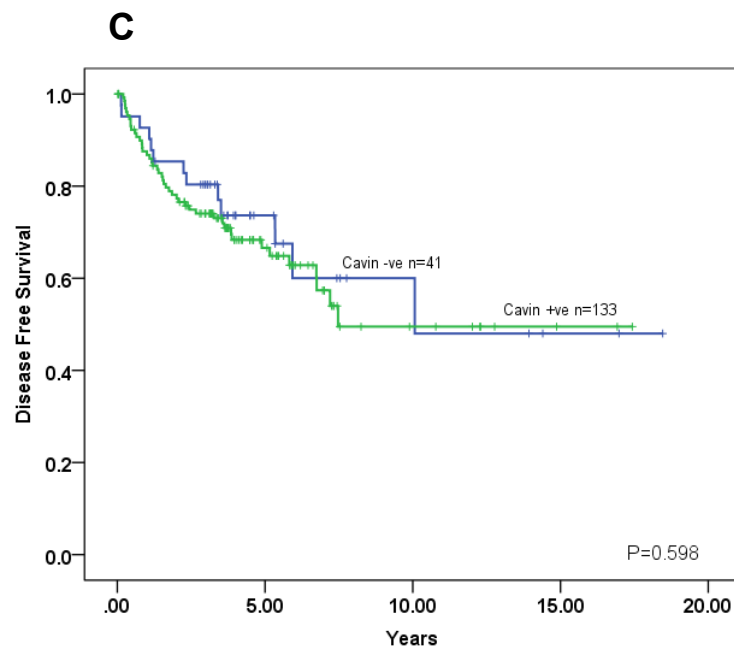 C
1.0
0.8
0.6
0.4
0.2
0.0
Disease Free Survival
Cavin -ve n=41
Cavin +ve n=133
P=0.598
.00
5.00
10.00
15.00
20.00
Years